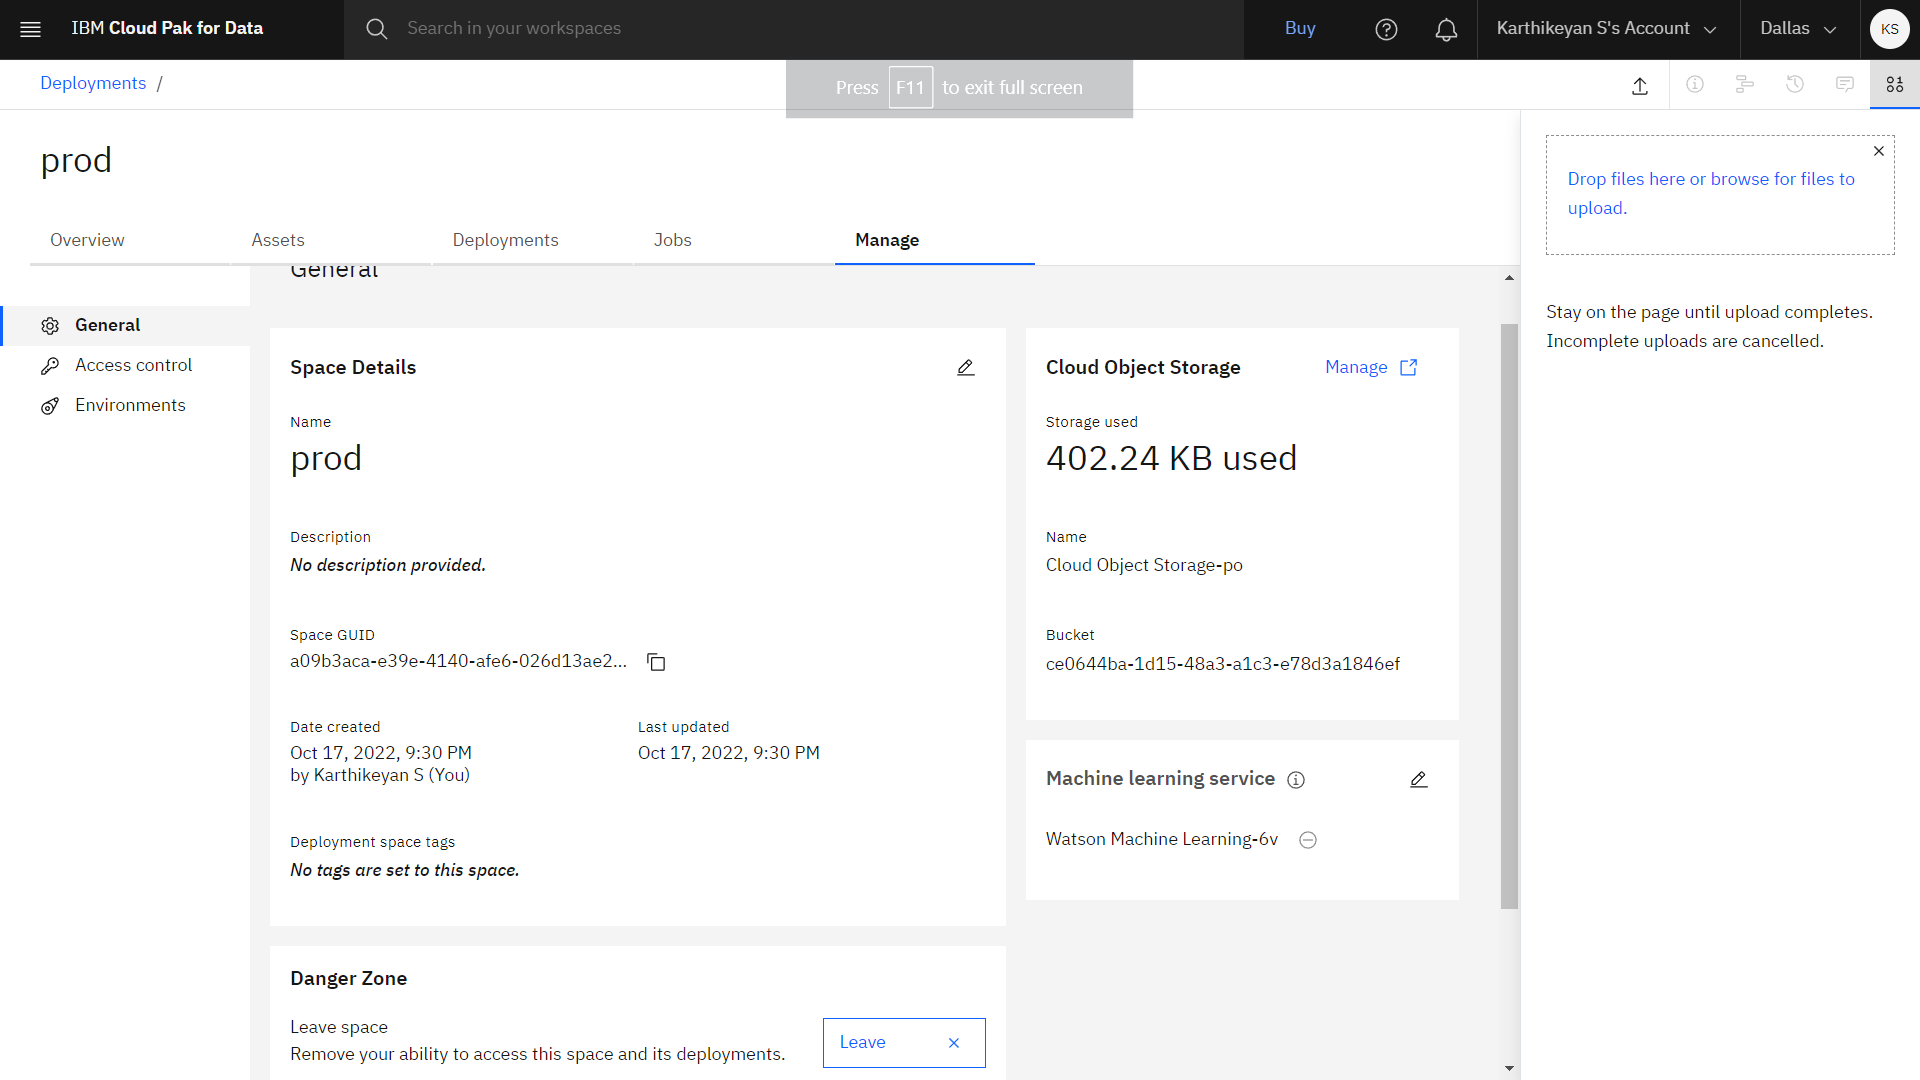 IBM Cloud Pak for Data
Search in your workspaces
Buy
Karthikeyan S's Account
Dallas
KS
Deployments /
Press F11 to exit full screen
prod
Overview
Assets
Deployments
Jobs
Manage
General
Access control
Environments
General
Space Details
Name
prod
Description
No description provided.
Space GUID
a09b3aca-e39e-4140-afe6-026d13ae2...
Date created
Oct 17, 2022, 9:30 PM
by Karthikeyan S (You)
Last updated
Oct 17, 2022, 9:30 PM
Deployment space tags
No tags are set to this space.
Danger Zone
Leave space
Remove your ability to access this space and its deployments.
Leave
Cloud Object Storage
Manage
Storage used
402.24 KB used
Name
Cloud Object Storage-po
Bucket
ce0644ba-1d15-48a3-a1c3-e78d3a1846ef
Machine learning service
Watson Machine Learning-6v
Drop files here or browse for files to
upload.
Stay on the page until upload completes.
Incomplete uploads are cancelled.